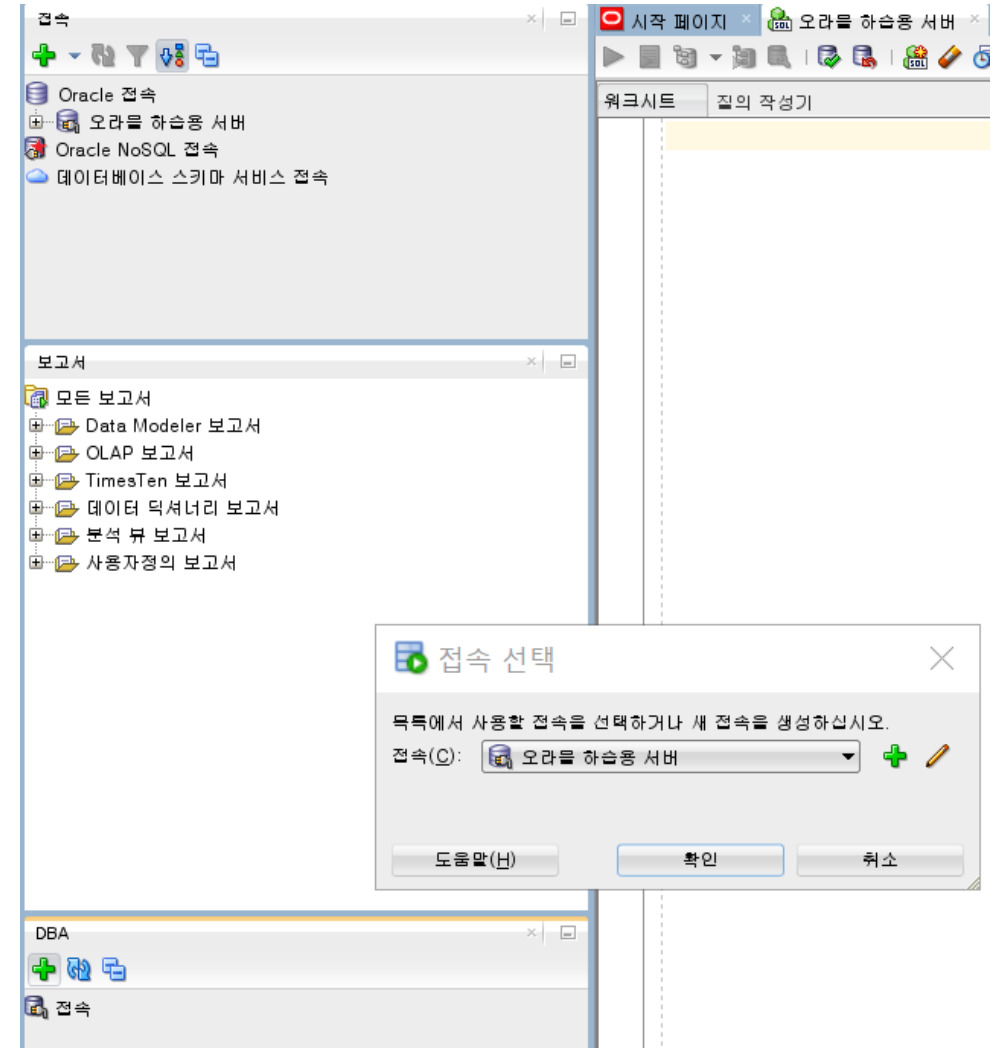 접속
Oracle 접속
오라믈 하습용 서버
Oracle NoSQL 접속
데이터베이스 스키마 서비스 접속
보고서
모든 보고서
Data Modeler 보고서
OLAP 보고서
TimesTen 보고서
데이터 딕셔너리 보고서
분석 뷰 보고서
사용자정의 보고서
DBA
접속
시작 페이지
오라믈 하습용 서버
SQL
워크시트
질의 작성기
접속 선택
목록에서 사용할 접속을 선택하거나 새 접속을 생성하십시오.
접속(C):
오라믈 하습용 서버
도움말(H)
확인
취소